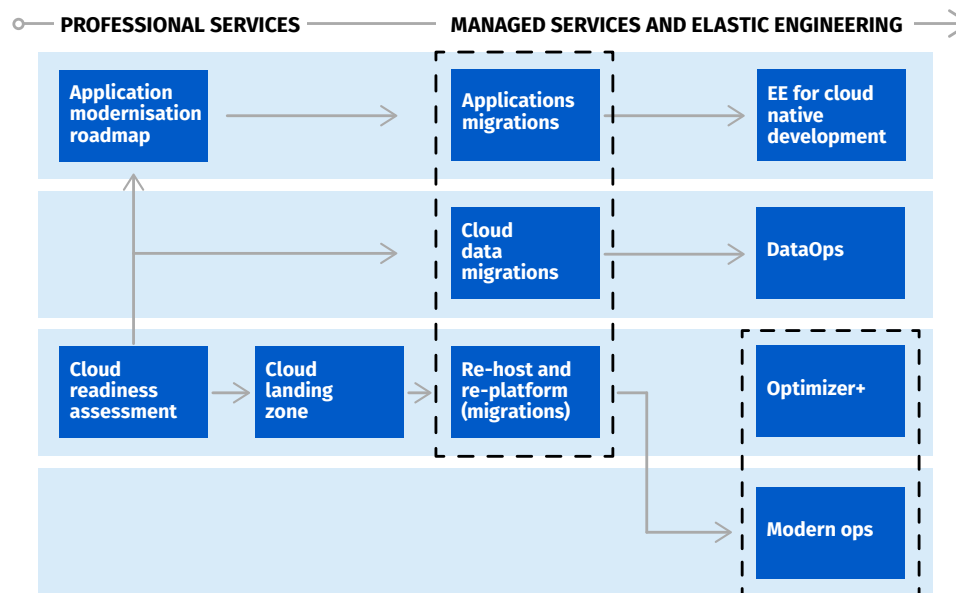 PROFESSIONAL SERVICES
MANAGED SERVICES AND ELASTIC ENGINEERING
Application
modernisation
roadmap
Applications
migrations
EE for cloud
native
development
Cloud
data
migrations
DataOps
Cloud
readiness
assessment
Cloud
landing
zone
Re-host and
re-platform
(migrations)
Optimizer+
Modern ops